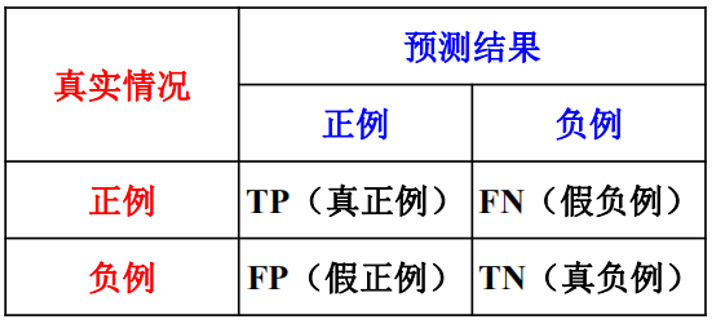 真实情况
预测结果
正例
负例
正例
TP（真正例）
FN（假负例）
负例
FP（假正例）
TN（真负例）